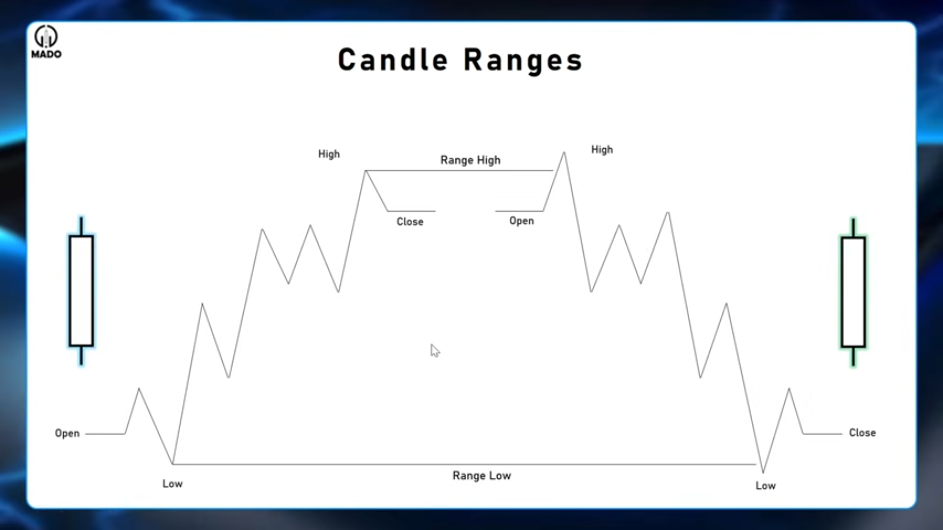 MADO
Candle Ranges
High
Range High
High
Close
Open
Open
Close
Range Low
Low
Low